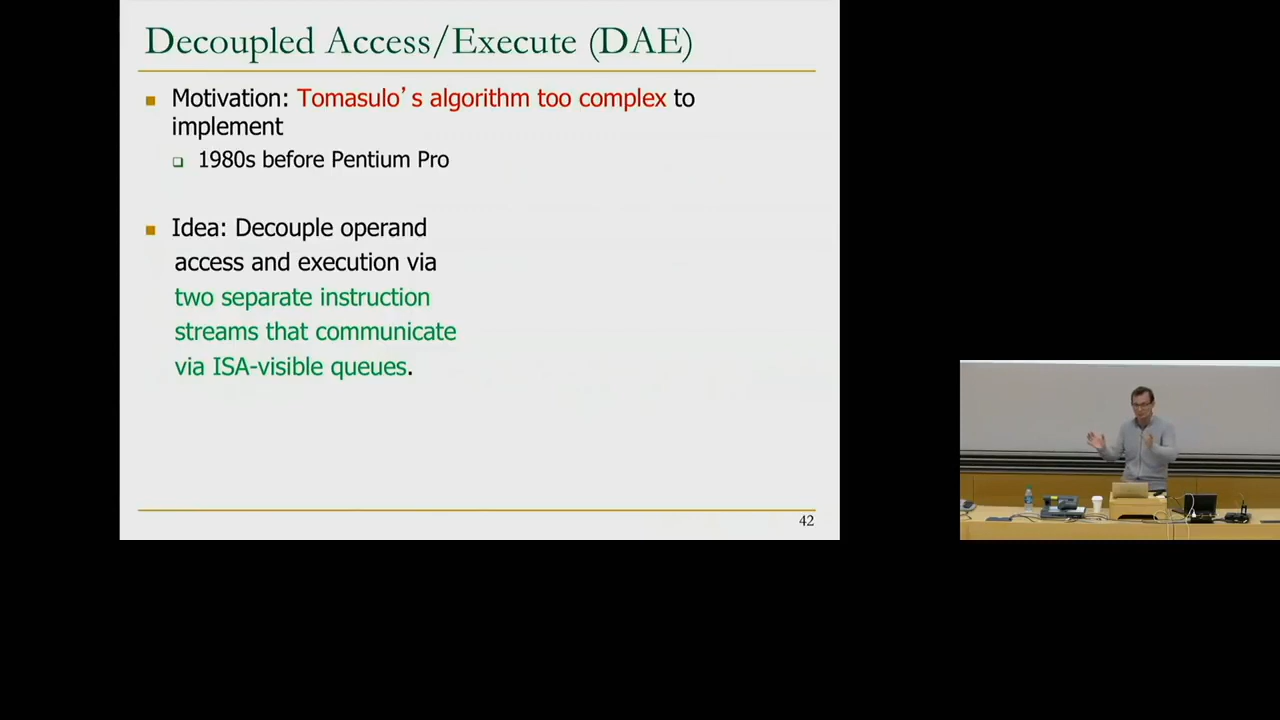 Decoupled Access/Execute (DAE)
Motivation: Tomasulo’s algorithm too complex to
implement
1980s before Pentium Pro
Idea: Decouple operand
access and execution via
two separate instruction
streams that communicate
via ISA-visible queues.
42